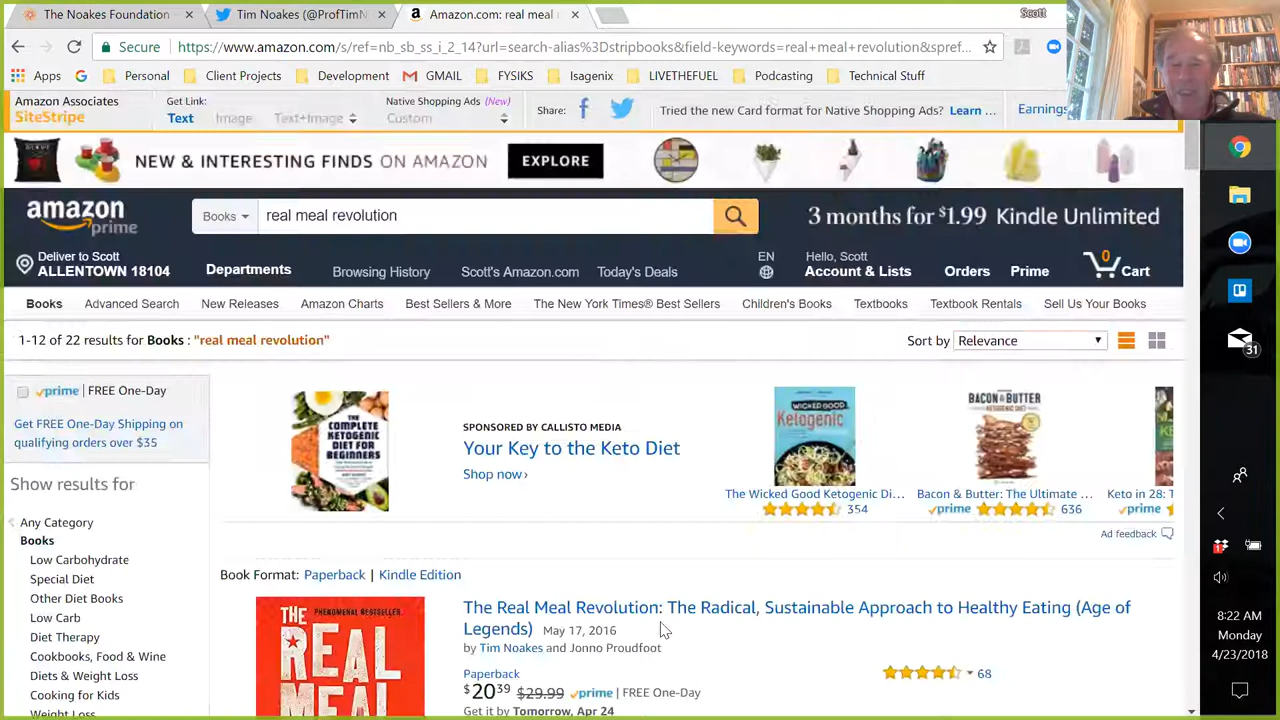 The Noakes Foundation
Tim Noakes (@ProfTimN
Amazon.com: real meal
Scott
Secure
https://www.amazon.com/s/ref=nb_sb_ss_i_2_14?url=search-alias%3Dstripbooks&field-keywords=real+meal+revolution&spref...
Apps
Personal
Client Projects
Development
GMAIL
FYSIKS
Isagenix
LIVETHEFUEL
Podcasting
Technical Stuff
Amazon Associates
SiteStripe
Get Link:
Text
Image
Text+Image
Native Shopping Ads (New)
Custom
Share:
Tried the new Card format for Native Shopping Ads? Learn ...
Earnings
NEW & INTERESTING FINDS ON AMAZON
EXPLORE
amazon
prime
Books
real meal revolution
3 months for $1.99 Kindle Unlimited
Deliver to Scott
ALLENTOWN 18104
Departments
Browsing History
Scott's Amazon.com
Today's Deals
EN
Hello, Scott
Account & Lists
Orders
Prime
0
Cart
Books
Advanced Search
New Releases
Amazon Charts
Best Sellers & More
The New York Times® Best Sellers
Children's Books
Textbooks
Textbook Rentals
Sell Us Your Books
1-12 of 22 results for Books : "real meal revolution"
Sort by
Relevance
prime | FREE One-Day
Get FREE One-Day Shipping on
qualifying orders over $35
Show results for
Any Category
Books
Low Carbohydrate
Special Diet
Other Diet Books
Low Carb
Diet Therapy
Cookbooks, Food & Wine
Diets & Weight Loss
Cooking for Kids
Weight Loss
THE
COMPLETE
KETOGENIC
DIET FOR
BEGINNERS
SPONSORED BY CALLISTO MEDIA
Your Key to the Keto Diet
Shop now›
WICKED GOOD
Ketogenic
The Wicked Good Ketogenic Di...
354
BACON & BUTTER
Bacon & Butter: The Ultimate ...
prime
636
Keto in 28: T
prime
Ad feedback
Book Format: Paperback | Kindle Edition
THE PHENOMENAL BESTSELLER
REAL
MEAL
The Real Meal Revolution: The Radical, Sustainable Approach to Healthy Eating (Age of
Legends) May 17, 2016
by Tim Noakes and Jonno Proudfoot
Paperback
$20 39 $29.99 prime | FREE One-Day
Get it by Tomorrow, Apr 24
68
31
1
8:22 AM
Monday
4/23/2018